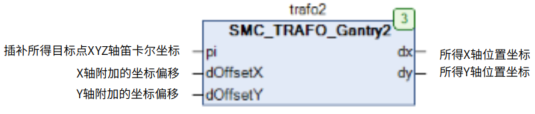 trafo2
3
SMC_TRAFO_Gantry2
插补所得目标点XYZ轴笛卡尔坐标 pi dx 所得X轴位置坐标
X轴附加的坐标偏移 dOffsetX dy 所得Y轴位置坐标
Y轴附加的坐标偏移 dOffsetY